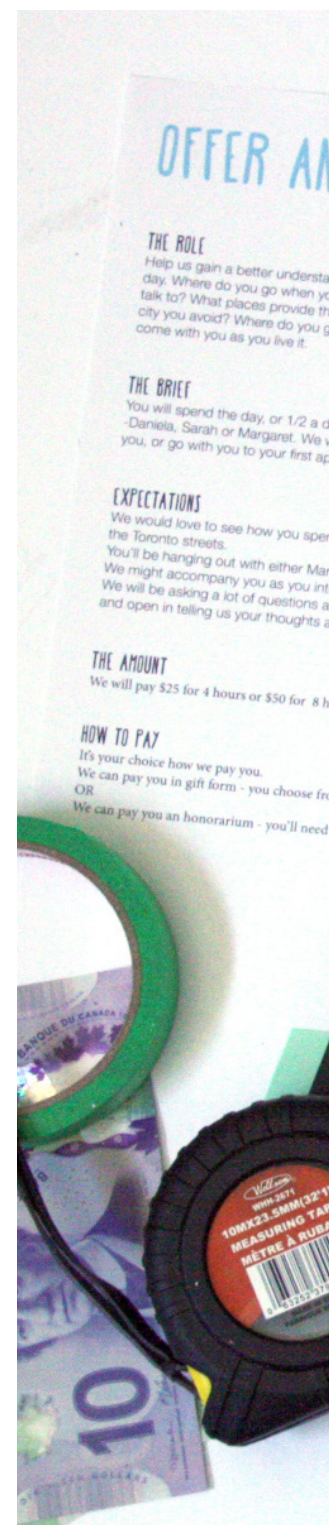 OFFER AN
THE ROLE
Help us gain a better understa
day. Where do you go when yo
talk to? What places provide th
city you avoid? Where do you g
come with you as you live it.
THE BRIEF
You will spend the day, or 1/2 a d
-Daniela, Sarah or Margaret. We w
you, or go with you to your first ap
EXPECTATIONS
We would love to see how you spen
the Toronto streets.
You'll be hanging out with either Mar
We might accompany you as you int
We will be asking a lot of questions a
and open in telling us your thoughts a
THE AMOUNT
We will pay $25 for 4 hours or $50 for 8 h
HOW TO PAY
It's your choice how we pay you.
We can pay you in gift form - you choose fro
OR
We can pay you an honorarium - you'll need
BANQUE DU CANADA
10
TEN DOLLARS
WHH-2671
10MX23.5MM(32'1
MEASURING TAP
MÈTRE À RUBA